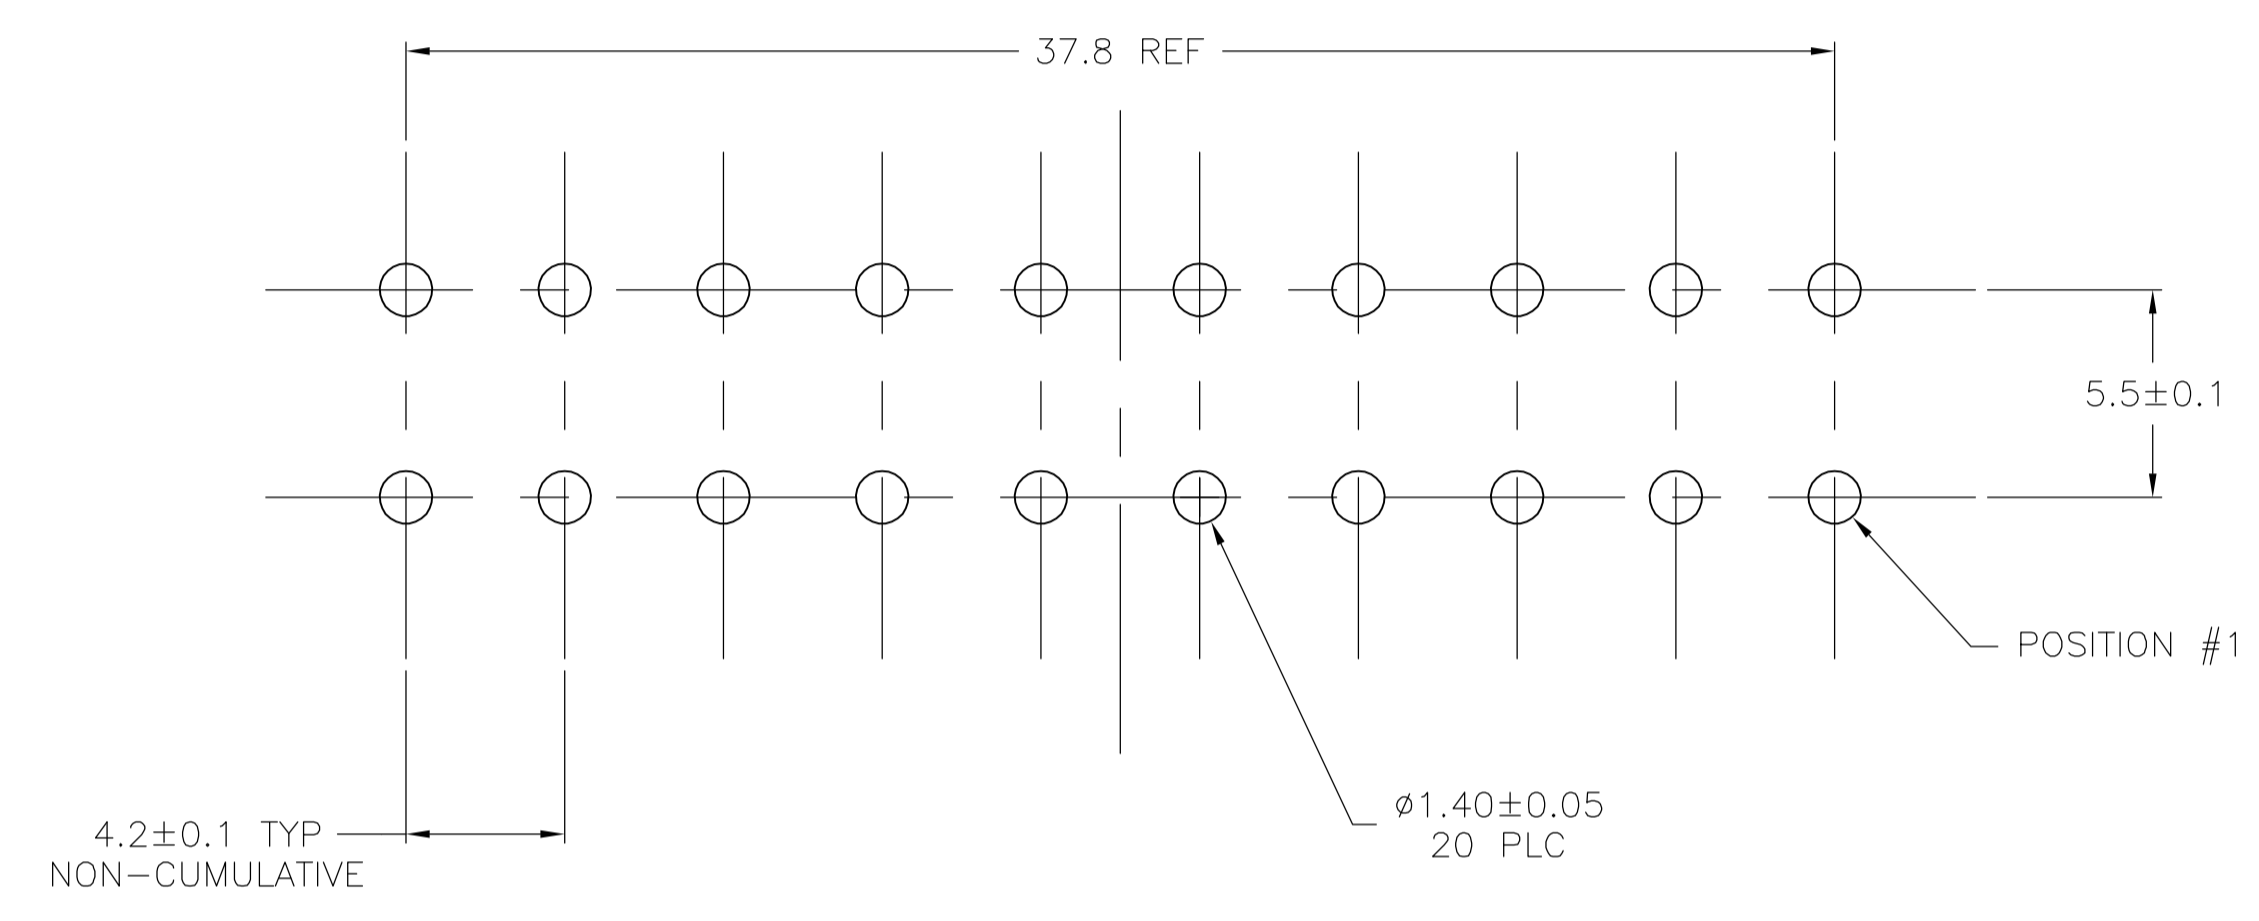 37.8 REF
5.5±0.1
POSITION #1
⌀1.40±0.05
20 PLC
4.2±0.1 TYP
NON-CUMULATIVE